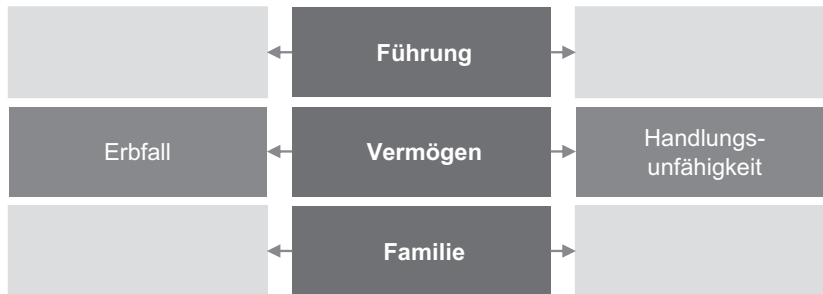 Führung
Erbfall
Vermögen
Handlungs-
unfähigkeit
Familie